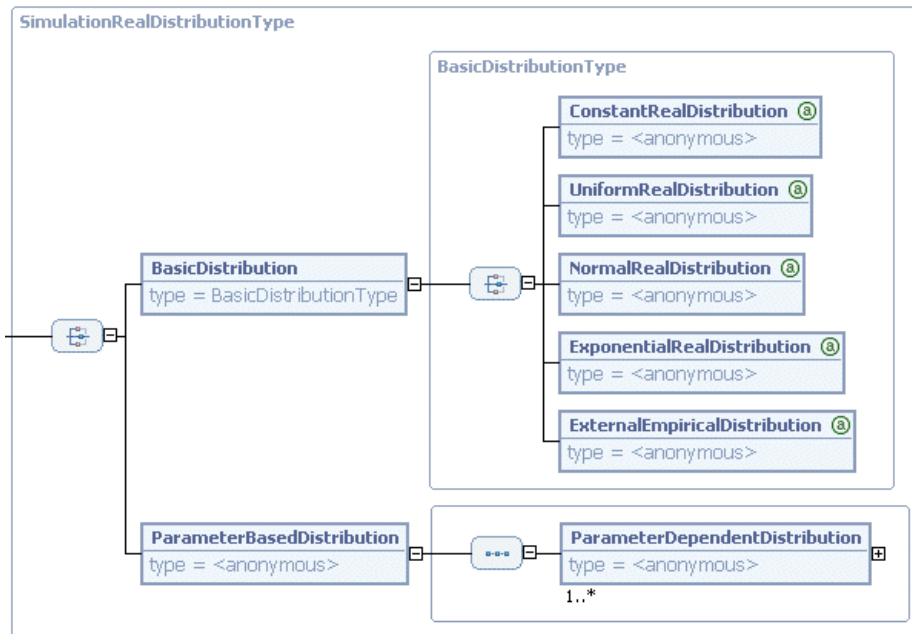 SimulationRealDistributionType
BasicDistributionType
ConstantRealDistribution a
type = <anonymous>
UniformRealDistribution a
type = <anonymous>
NormalRealDistribution a
type = <anonymous>
ExponentialRealDistribution a
type = <anonymous>
ExternalEmpiricalDistribution a
type = <anonymous>
BasicDistribution
type = BasicDistributionType
ParameterBasedDistribution
type = <anonymous>
ParameterDependentDistribution
type = <anonymous>
1..*